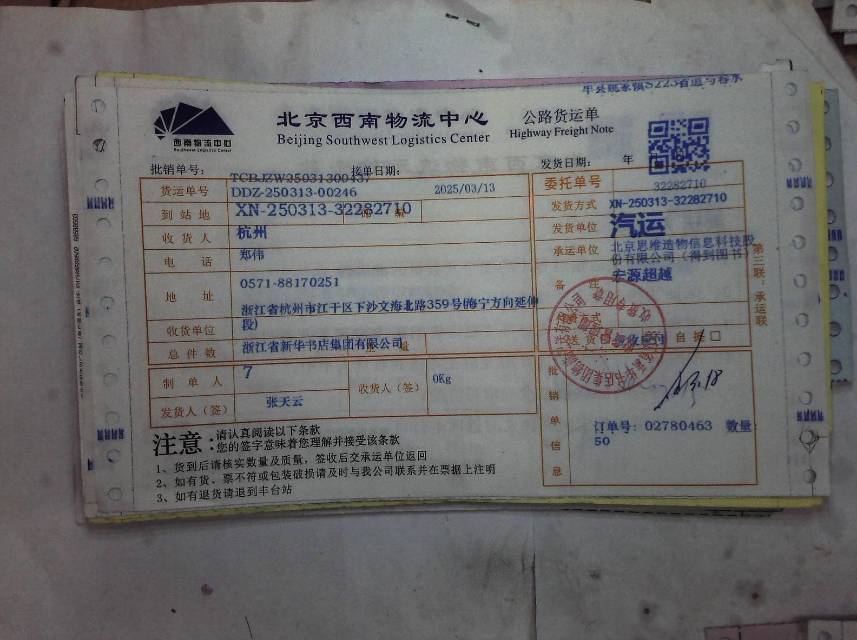 西南物流中心
Southwest Logistics Center
北京西南物流中心
Beijing Southwest Logistics Center
公路货运单
Highway Freight Note
批销单号：
TCBJZW25031300437
接单日期：
发货日期： 年
货运单号
DDZ-250313-00246
2025/03/13
委托单号
32282710
到站地
XN-250313-32282710
发货方式
XN-250313-32282710
收货人
杭州
发货单位
汽运
电话
郑伟
承运单位
北京思维造物信息科技股
份有限公司（得到图书）
地址
0571-88170251
备注
宏源超越
浙江省杭州市江干区下沙文海北路359号(海宁方向延伸
段)
收货单位
送货
自提口
总件数
浙江省新华书店集团有限公司
制单人
7
收货人（签）
0Kg
发货人（签）
张天云
批销单信息
订单号: 02780463 数量:
50
第三联：承运联
注意：
请认真阅读以下条款
您的签字意味着您理解并接受该条款
1、货到后请核实数量及质量，签收后交承运单位返回
2、如有货、票不符或包装破损请及时与我公司联系并在票据上注明
3、如有退货请退到丰台站